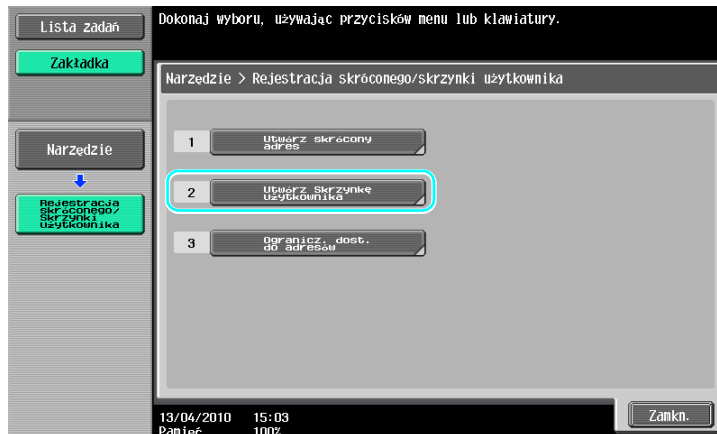 Lista zadań
Dokonaj wyboru, używając przycisków menu lub klawiatury.
Zakładka
Narzędzie > Rejestracja skróconego/skrzynki użytkownika
Narzędzie
Rejestracja
Skróconego/
Skrzynki
użytkownika
1
Utwórz skrócony
adres
2
Utwórz Skrzynkę
użytkownika
3
Ogranicz. dost.
do adresów
Zamkn.
13/04/2010 15:03
Pamięć 100%